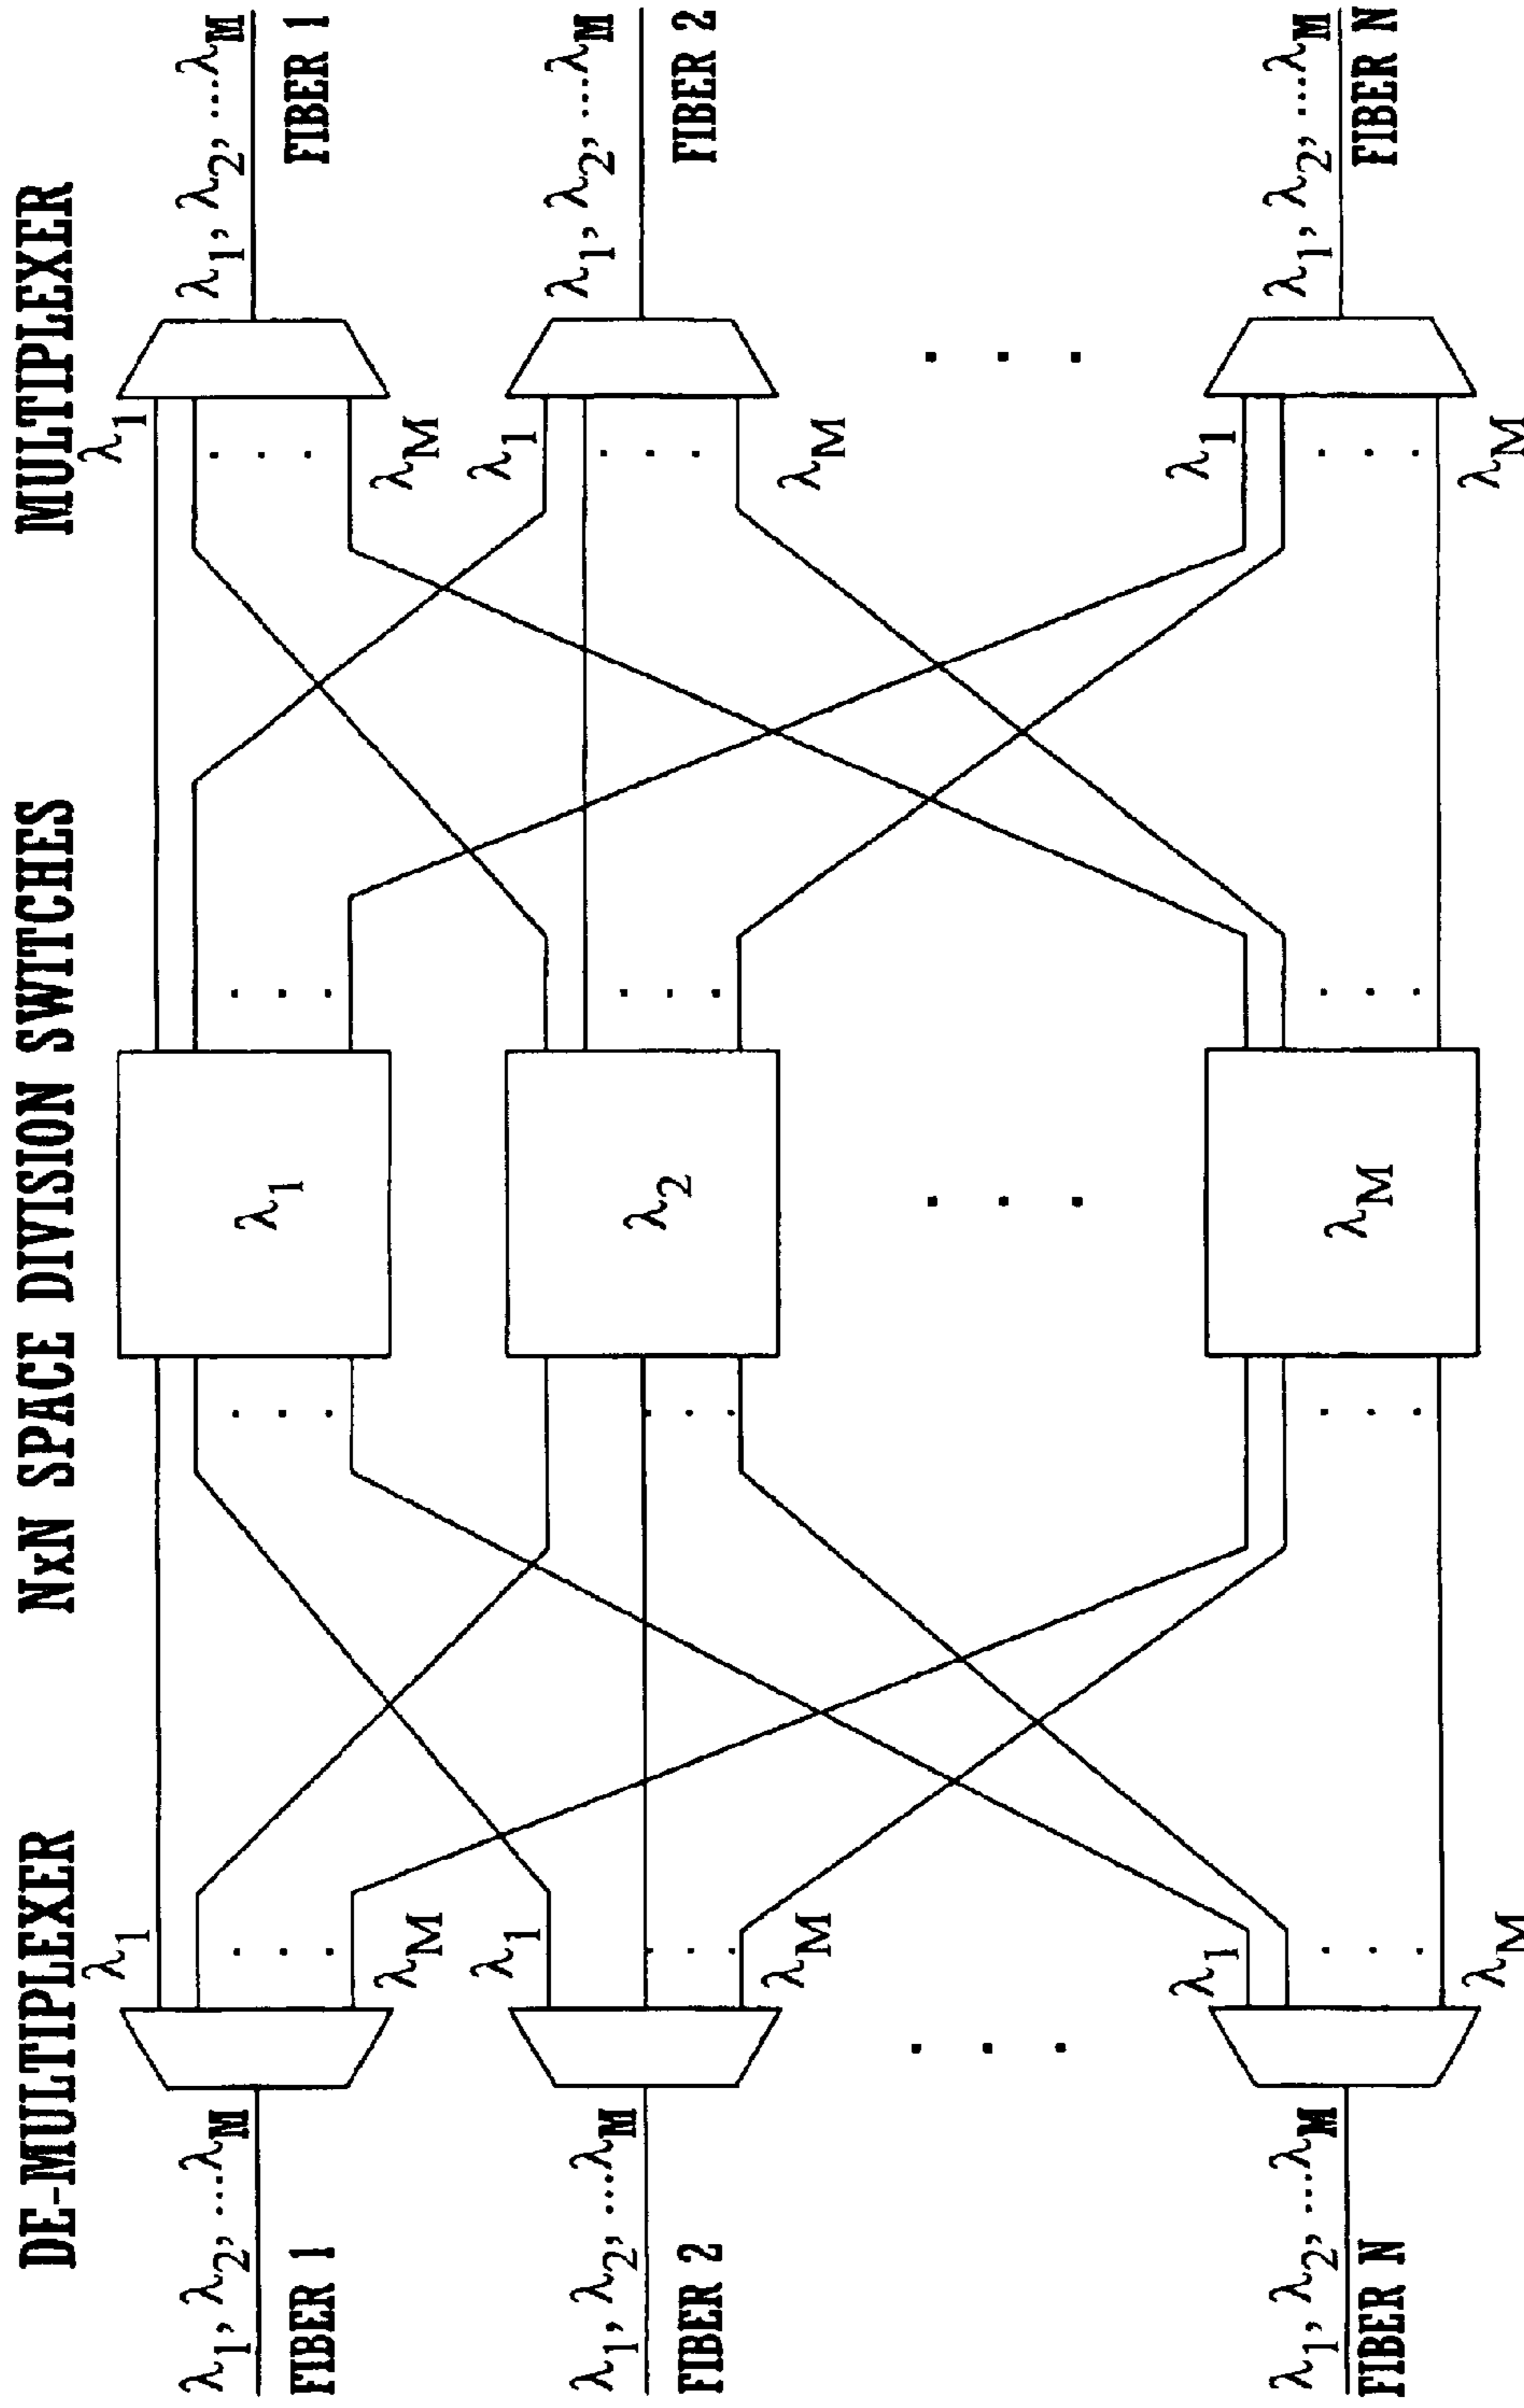 DE-MULTIPLEXER
NxN SPACE DIVISION SWITCHES
MULTIPLEXER
λ1, λ2, ...λM
FIBER 1
λ1
. . .
λM
λ1
. . .
. . .
λ1
. . .
λM
λ1, λ2, ...λM
FIBER 1
λ1, λ2, ...λM
FIBER 2
λ1
. . .
λM
λ2
. . .
. . .
λ1
. . .
λM
λ1, λ2, ...λM
FIBER 2
. . .
. . .
. . .
λ1, λ2, ...λM
FIBER N
λ1
. . .
λM
λM
. . .
. . .
λ1
. . .
λM
λ1, λ2, ...λM
FIBER N